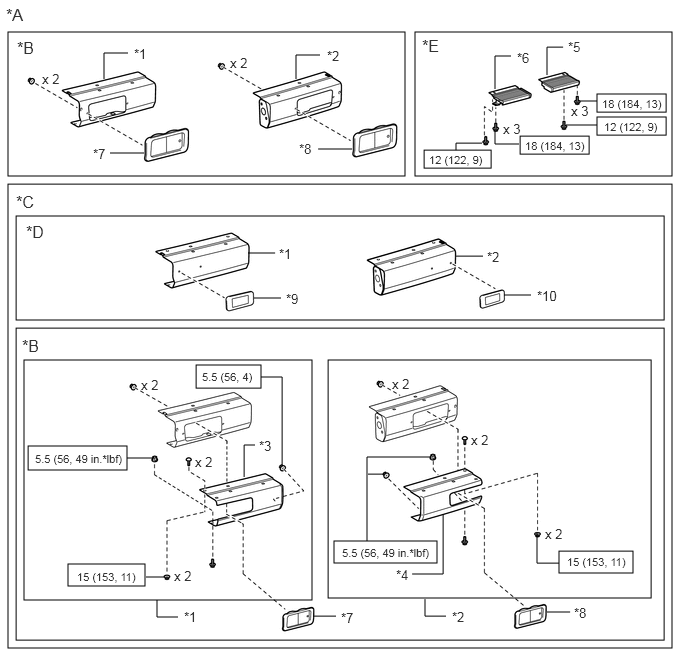 *A
*B
*1
x 2
*7
*2
x 2
*8
*E
*6
*5
18 (184, 13)
x 3
12 (122, 9)
x 3
18 (184, 13)
12 (122, 9)
*C
*D
*1
*9
*2
*10
*B
5.5 (56, 4)
x 2
5.5 (56, 49 in.*lbf)
x 2
*3
15 (153, 11)
x 2
*1
*7
x 2
x 2
5.5 (56, 49 in.*lbf)
*4
x 2
15 (153, 11)
*2
*8